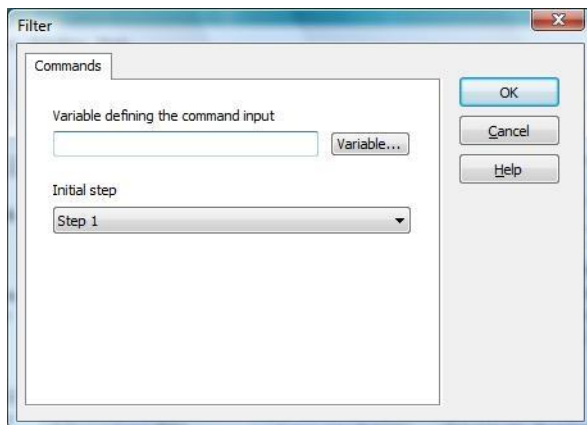 Filter
Commands
Variable defining the command input
Variable...
Initial step
Step 1
OK
Cancel
Help